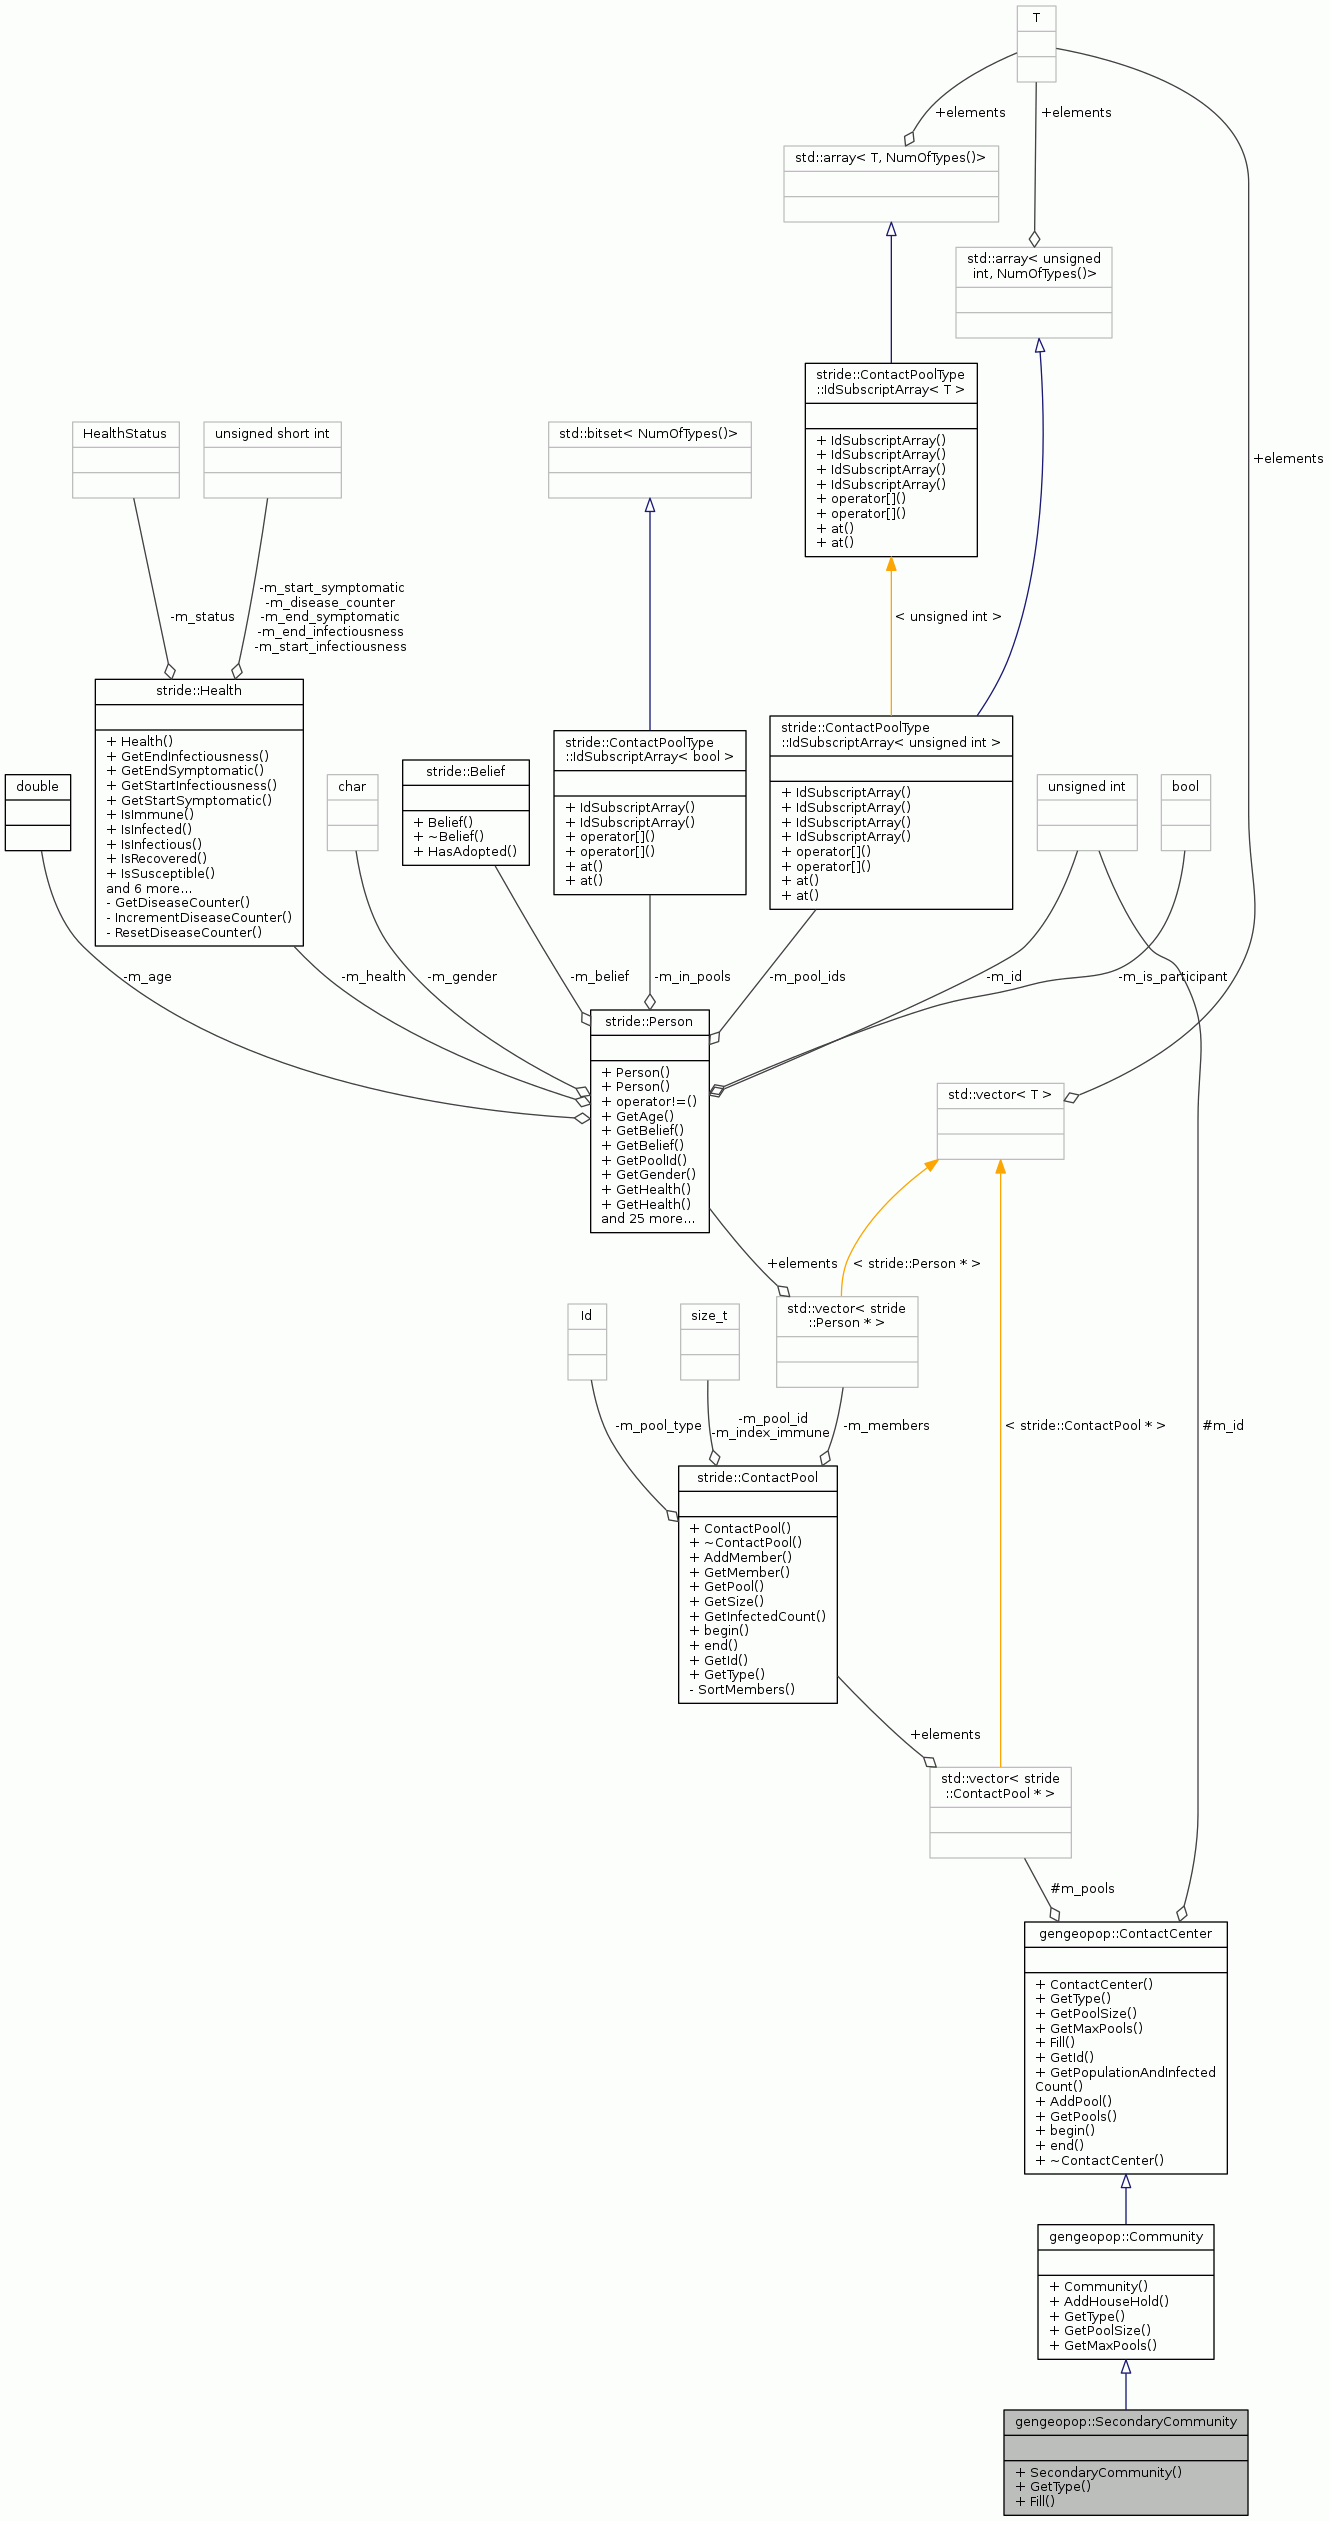 T
+elements
+elements
std::array< T, NumOfTypes()>
std::array< unsigned
int, NumOfTypes()>
stride::ContactPoolType
::IdSubscriptArray< T >
+ IdSubscriptArray()
+ IdSubscriptArray()
+ IdSubscriptArray()
+ IdSubscriptArray()
+ operator[]()
+ operator[]()
+ at()
+ at()
HealthStatus
unsigned short int
std::bitset< NumOfTypes()>
+elements
-m_status
-m_start_symptomatic
-m_disease_counter
-m_end_symptomatic
-m_end_infectiousness
-m_start_infectiousness
< unsigned int >
stride::Health
+ Health()
+ GetEndInfectiousness()
+ GetEndSymptomatic()
+ GetStartInfectiousness()
+ GetStartSymptomatic()
+ IsImmune()
+ IsInfected()
+ IsInfectious()
+ IsRecovered()
+ IsSusceptible()
and 6 more...
- GetDiseaseCounter()
- IncrementDiseaseCounter()
- ResetDiseaseCounter()
double
char
stride::Belief
+ Belief()
+ ~Belief()
+ HasAdopted()
stride::ContactPoolType
::IdSubscriptArray< bool >
+ IdSubscriptArray()
+ IdSubscriptArray()
+ operator[]()
+ operator[]()
+ at()
+ at()
stride::ContactPoolType
::IdSubscriptArray< unsigned int >
+ IdSubscriptArray()
+ IdSubscriptArray()
+ IdSubscriptArray()
+ IdSubscriptArray()
+ operator[]()
+ operator[]()
+ at()
+ at()
unsigned int
bool
-m_age
-m_health
-m_gender
-m_belief
-m_in_pools
-m_pool_ids
-m_id
-m_is_participant
stride::Person
+ Person()
+ Person()
+ operator!=()
+ GetAge()
+ GetBelief()
+ GetBelief()
+ GetPoolId()
+ GetGender()
+ GetHealth()
+ GetHealth()
and 25 more...
std::vector< T >
+elements
< stride::Person * >
Id
size_t
std::vector< stride
::Person * >
-m_pool_type
-m_pool_id
-m_index_immune
-m_members
< stride::ContactPool * >
#m_id
stride::ContactPool
+ ContactPool()
+ ~ContactPool()
+ AddMember()
+ GetMember()
+ GetPool()
+ GetSize()
+ GetInfectedCount()
+ begin()
+ end()
+ GetId()
+ GetType()
- SortMembers()
+elements
std::vector< stride
::ContactPool * >
#m_pools
gengeopop::ContactCenter
+ ContactCenter()
+ GetType()
+ GetPoolSize()
+ GetMaxPools()
+ Fill()
+ GetId()
+ GetPopulationAndInfected
Count()
+ AddPool()
+ GetPools()
+ begin()
+ end()
+ ~ContactCenter()
gengeopop::Community
+ Community()
+ AddHouseHold()
+ GetType()
+ GetPoolSize()
+ GetMaxPools()
gengeopop::SecondaryCommunity
+ SecondaryCommunity()
+ GetType()
+ Fill()